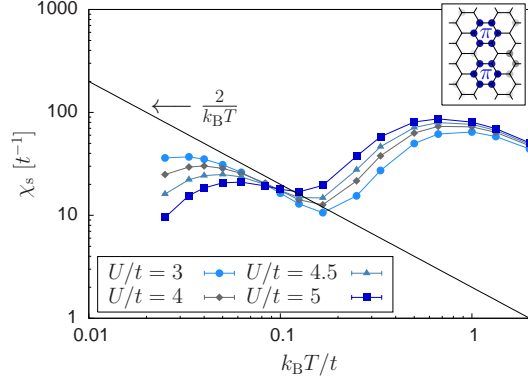 1000
100
10
1
χs [t⁻¹]
← 2/kBT
π
π
U/t = 3
U/t = 4.5
U/t = 4
U/t = 5
0.01
0.1
1
kBT/t